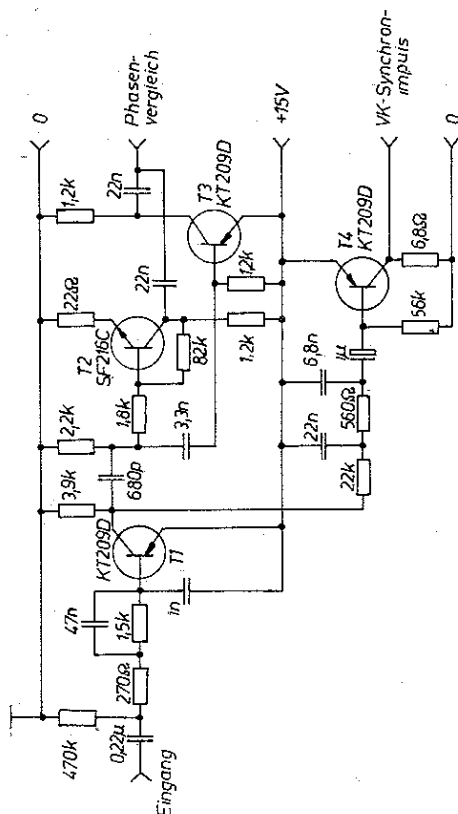 0
Phasen-
vergleich
+15V
VK-Synchron-
impuls
0
1,2k
22n
T3
KT209D
22Ω
T2
SF216C
22n
12k
82k
1,2k
T4
KT209D
6,8Ω
56k
2,2k
1,8k
3,3n
6,8n
1µ
560Ω
3,9k
680p
22n
22k
KT209D
T1
47n
1,5k
1n
270Ω
470k
0,22µ
Eingang